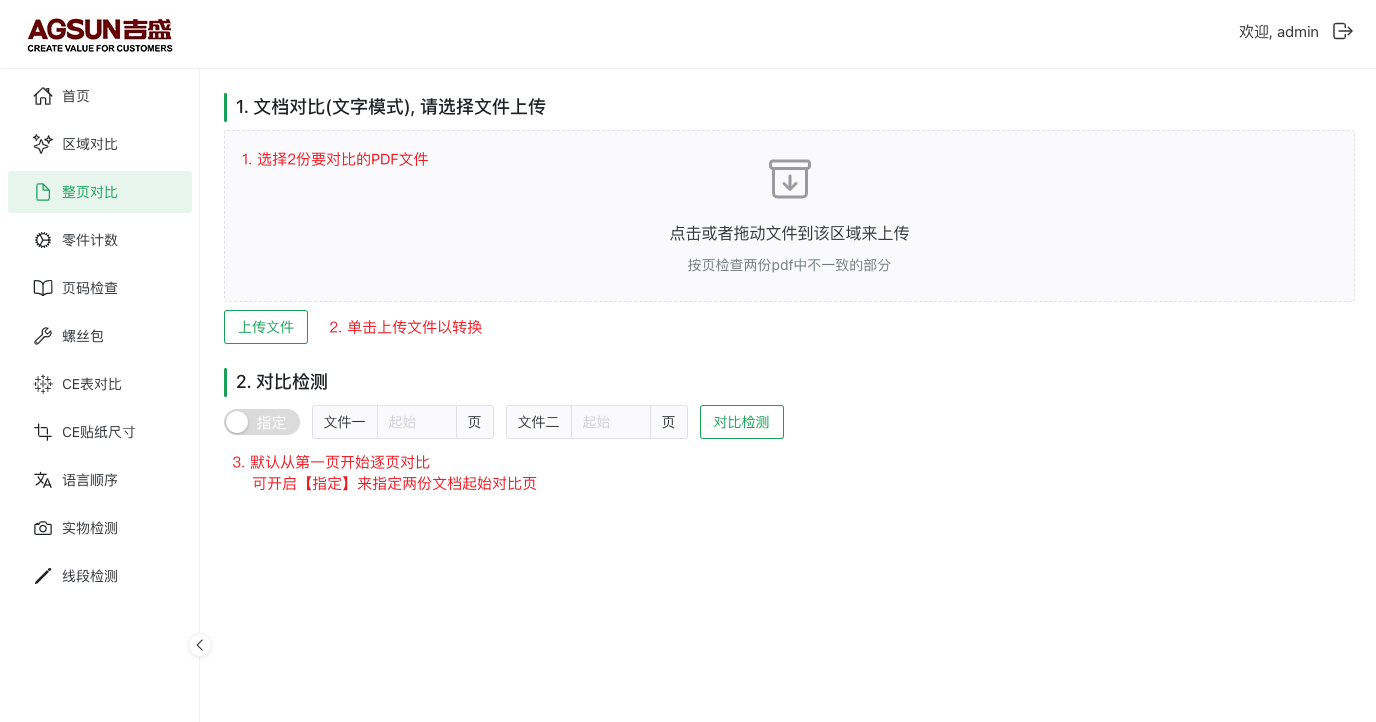 AGSUN吉盛
CREATE VALUE FOR CUSTOMERS
欢迎, admin
首页
区域对比
整页对比
零件计数
页码检查
螺丝包
CE表对比
CE贴纸尺寸
语言顺序
实物检测
线段检测
1. 文档对比(文字模式), 请选择文件上传
1. 选择2份要对比的PDF文件
点击或者拖动文件到该区域来上传
按页检查两份pdf中不一致的部分
上传文件
2. 单击上传文件以转换
2. 对比检测
指定 文件一 起始 页 文件二 起始 页 对比检测
3. 默认从第一页开始逐页对比
可开启【指定】来指定两份文档起始对比页